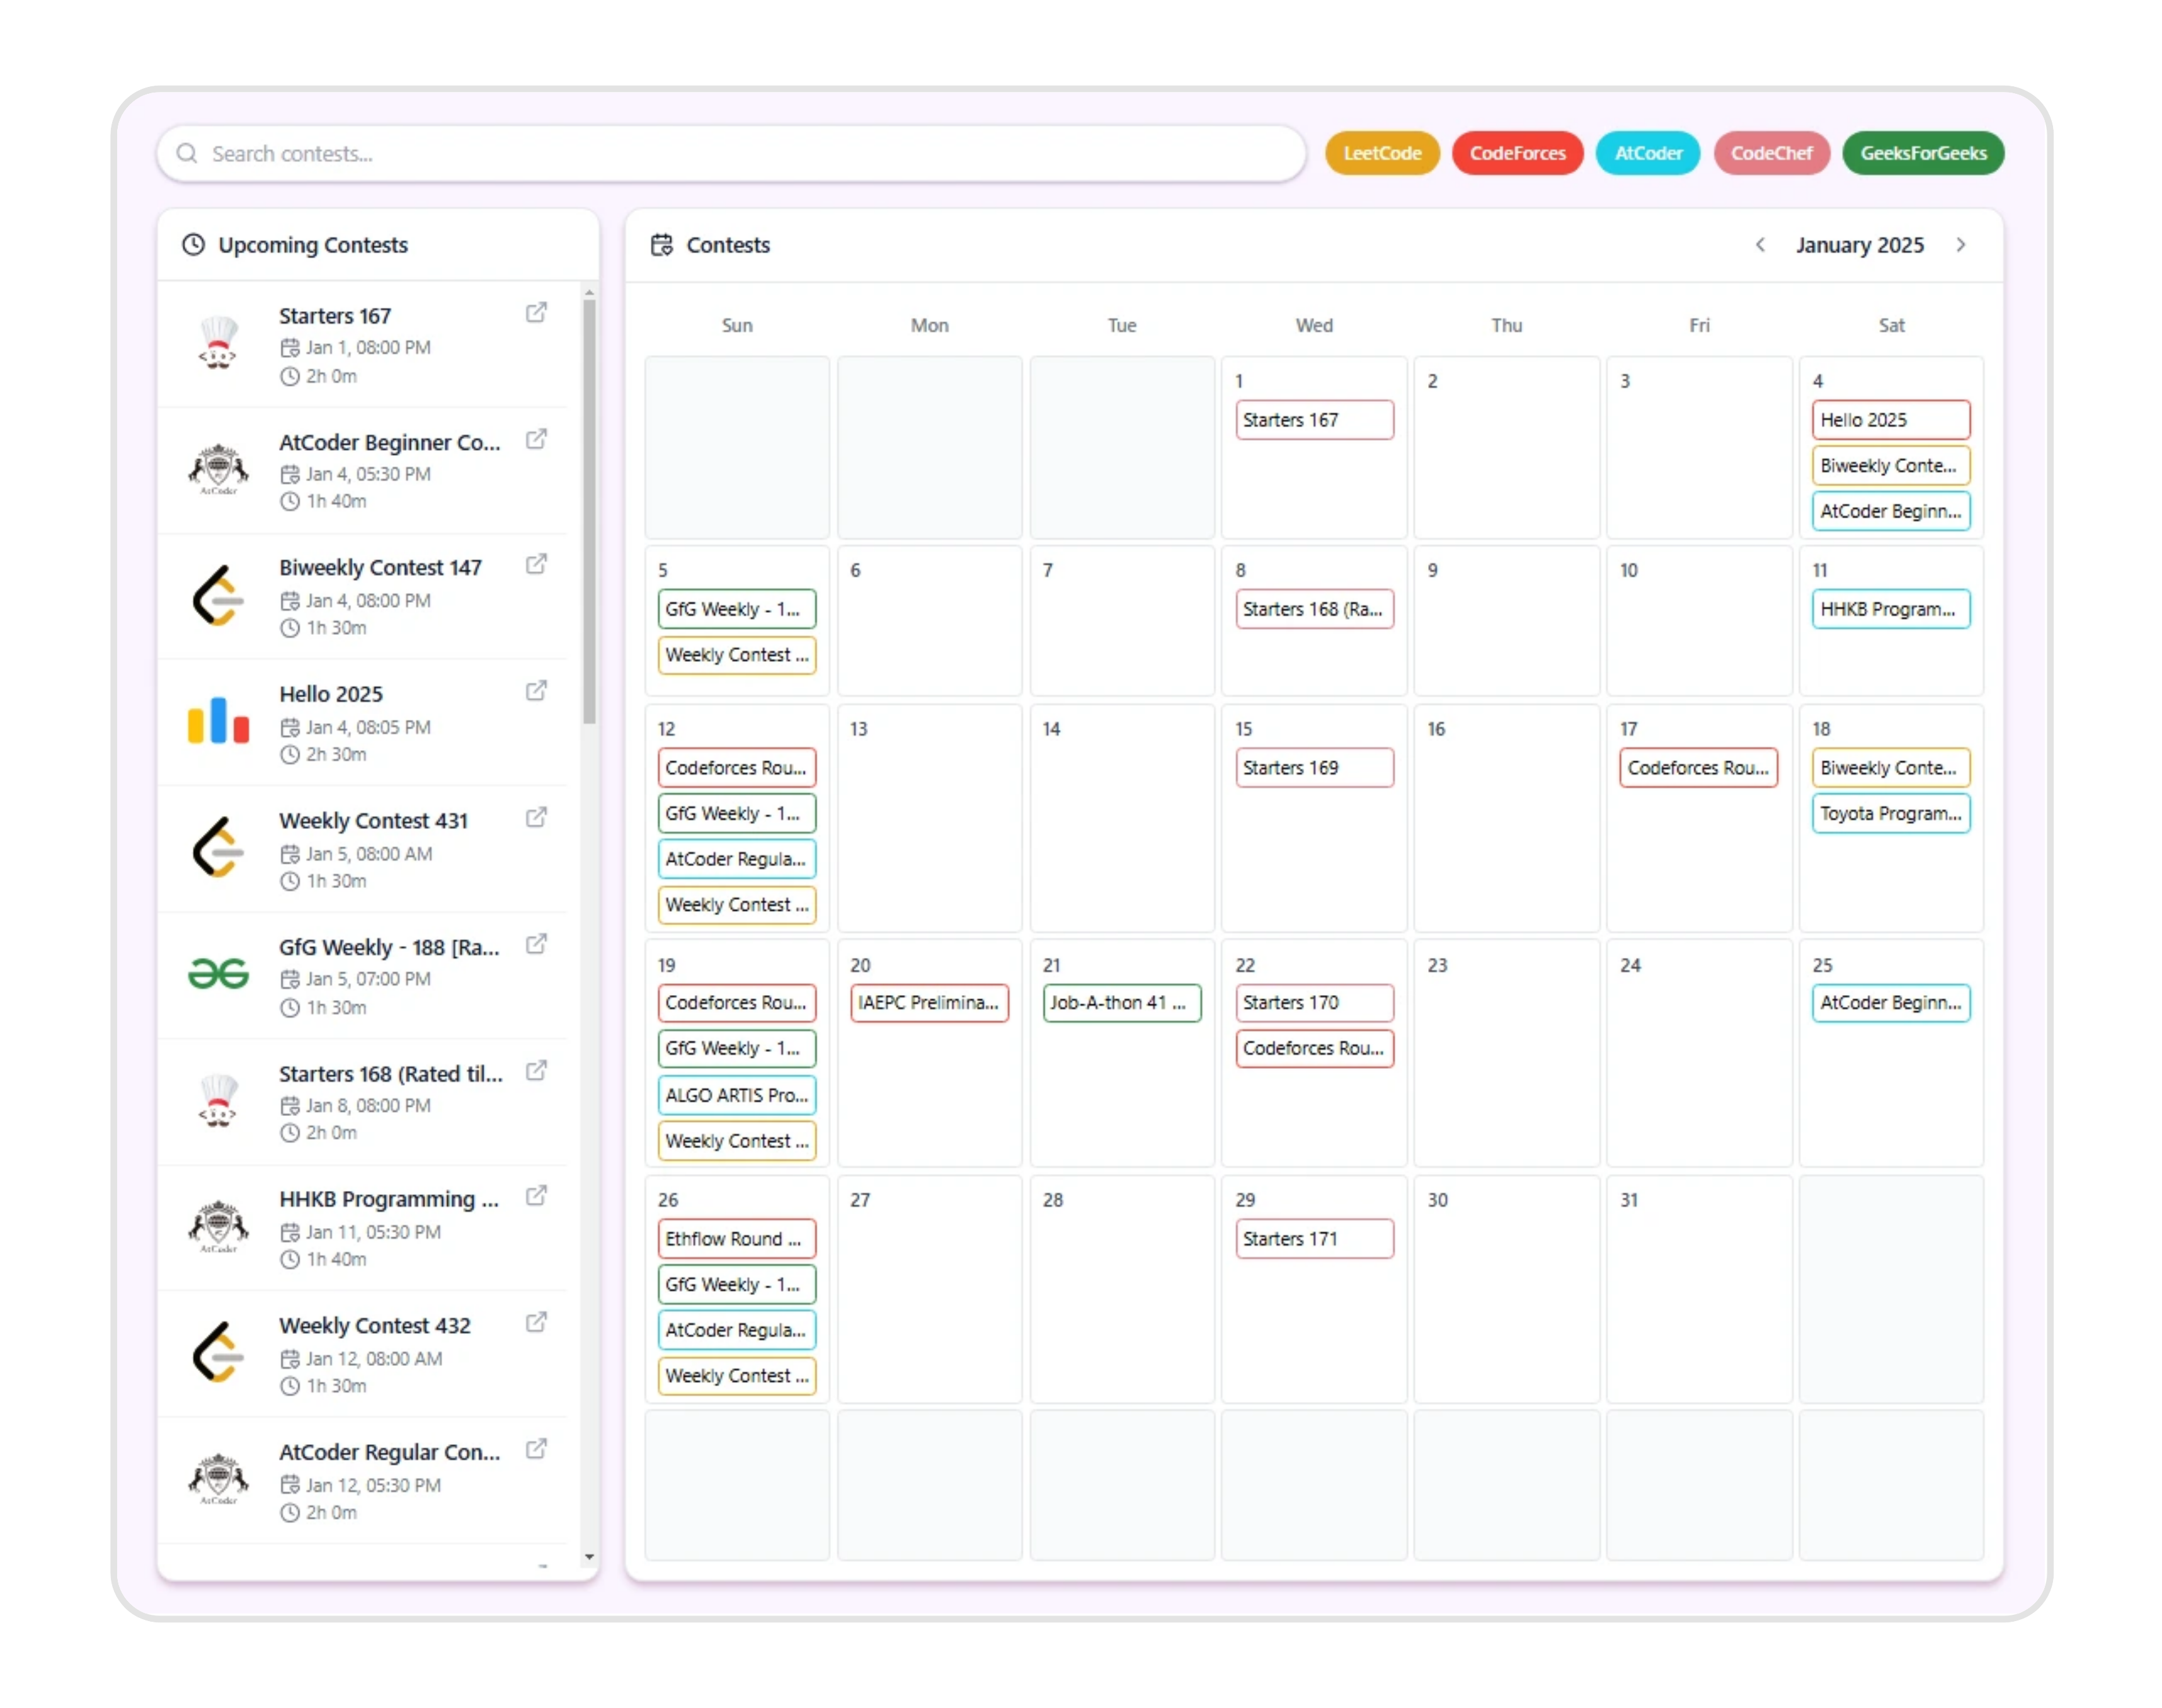 Search contests...
LeetCode
CodeForces
AtCoder
CodeChef
GeeksForGeeks
Upcoming Contests
Starters 167
Jan 1, 08:00 PM
2h 0m
AtCoder Beginner Co...
Jan 4, 05:30 PM
1h 40m
AtCoder
Biweekly Contest 147
Jan 4, 08:00 PM
1h 30m
Hello 2025
Jan 4, 08:05 PM
2h 30m
Weekly Contest 431
Jan 5, 08:00 AM
1h 30m
GfG Weekly - 188 [Ra...
Jan 5, 07:00 PM
1h 30m
Starters 168 (Rated til...
Jan 8, 08:00 PM
2h 0m
HHKB Programming ...
Jan 11, 05:30 PM
1h 40m
AtCoder
Weekly Contest 432
Jan 12, 08:00 AM
1h 30m
AtCoder Regular Con...
Jan 12, 05:30 PM
2h 0m
AtCoder
Contests
January 2025
Sun Mon Tue Wed Thu Fri Sat
1
Starters 167
2
3
4
Hello 2025
Biweekly Conte...
AtCoder Beginn...
5
GfG Weekly - 1...
Weekly Contest ...
6
7
8
Starters 168 (Ra...
9
10
11
HHKB Program...
12
Codeforces Rou...
GfG Weekly - 1...
AtCoder Regula...
Weekly Contest ...
13
14
15
Starters 169
16
17
Codeforces Rou...
18
Biweekly Conte...
Toyota Program...
19
Codeforces Rou...
GfG Weekly - 1...
ALGO ARTIS Pro...
Weekly Contest ...
20
IAEPC Prelimina...
21
Job-A-thon 41 ...
22
Starters 170
Codeforces Rou...
23
24
25
AtCoder Beginn...
26
Ethflow Round ...
GfG Weekly - 1...
AtCoder Regula...
Weekly Contest ...
27
28
29
Starters 171
30
31